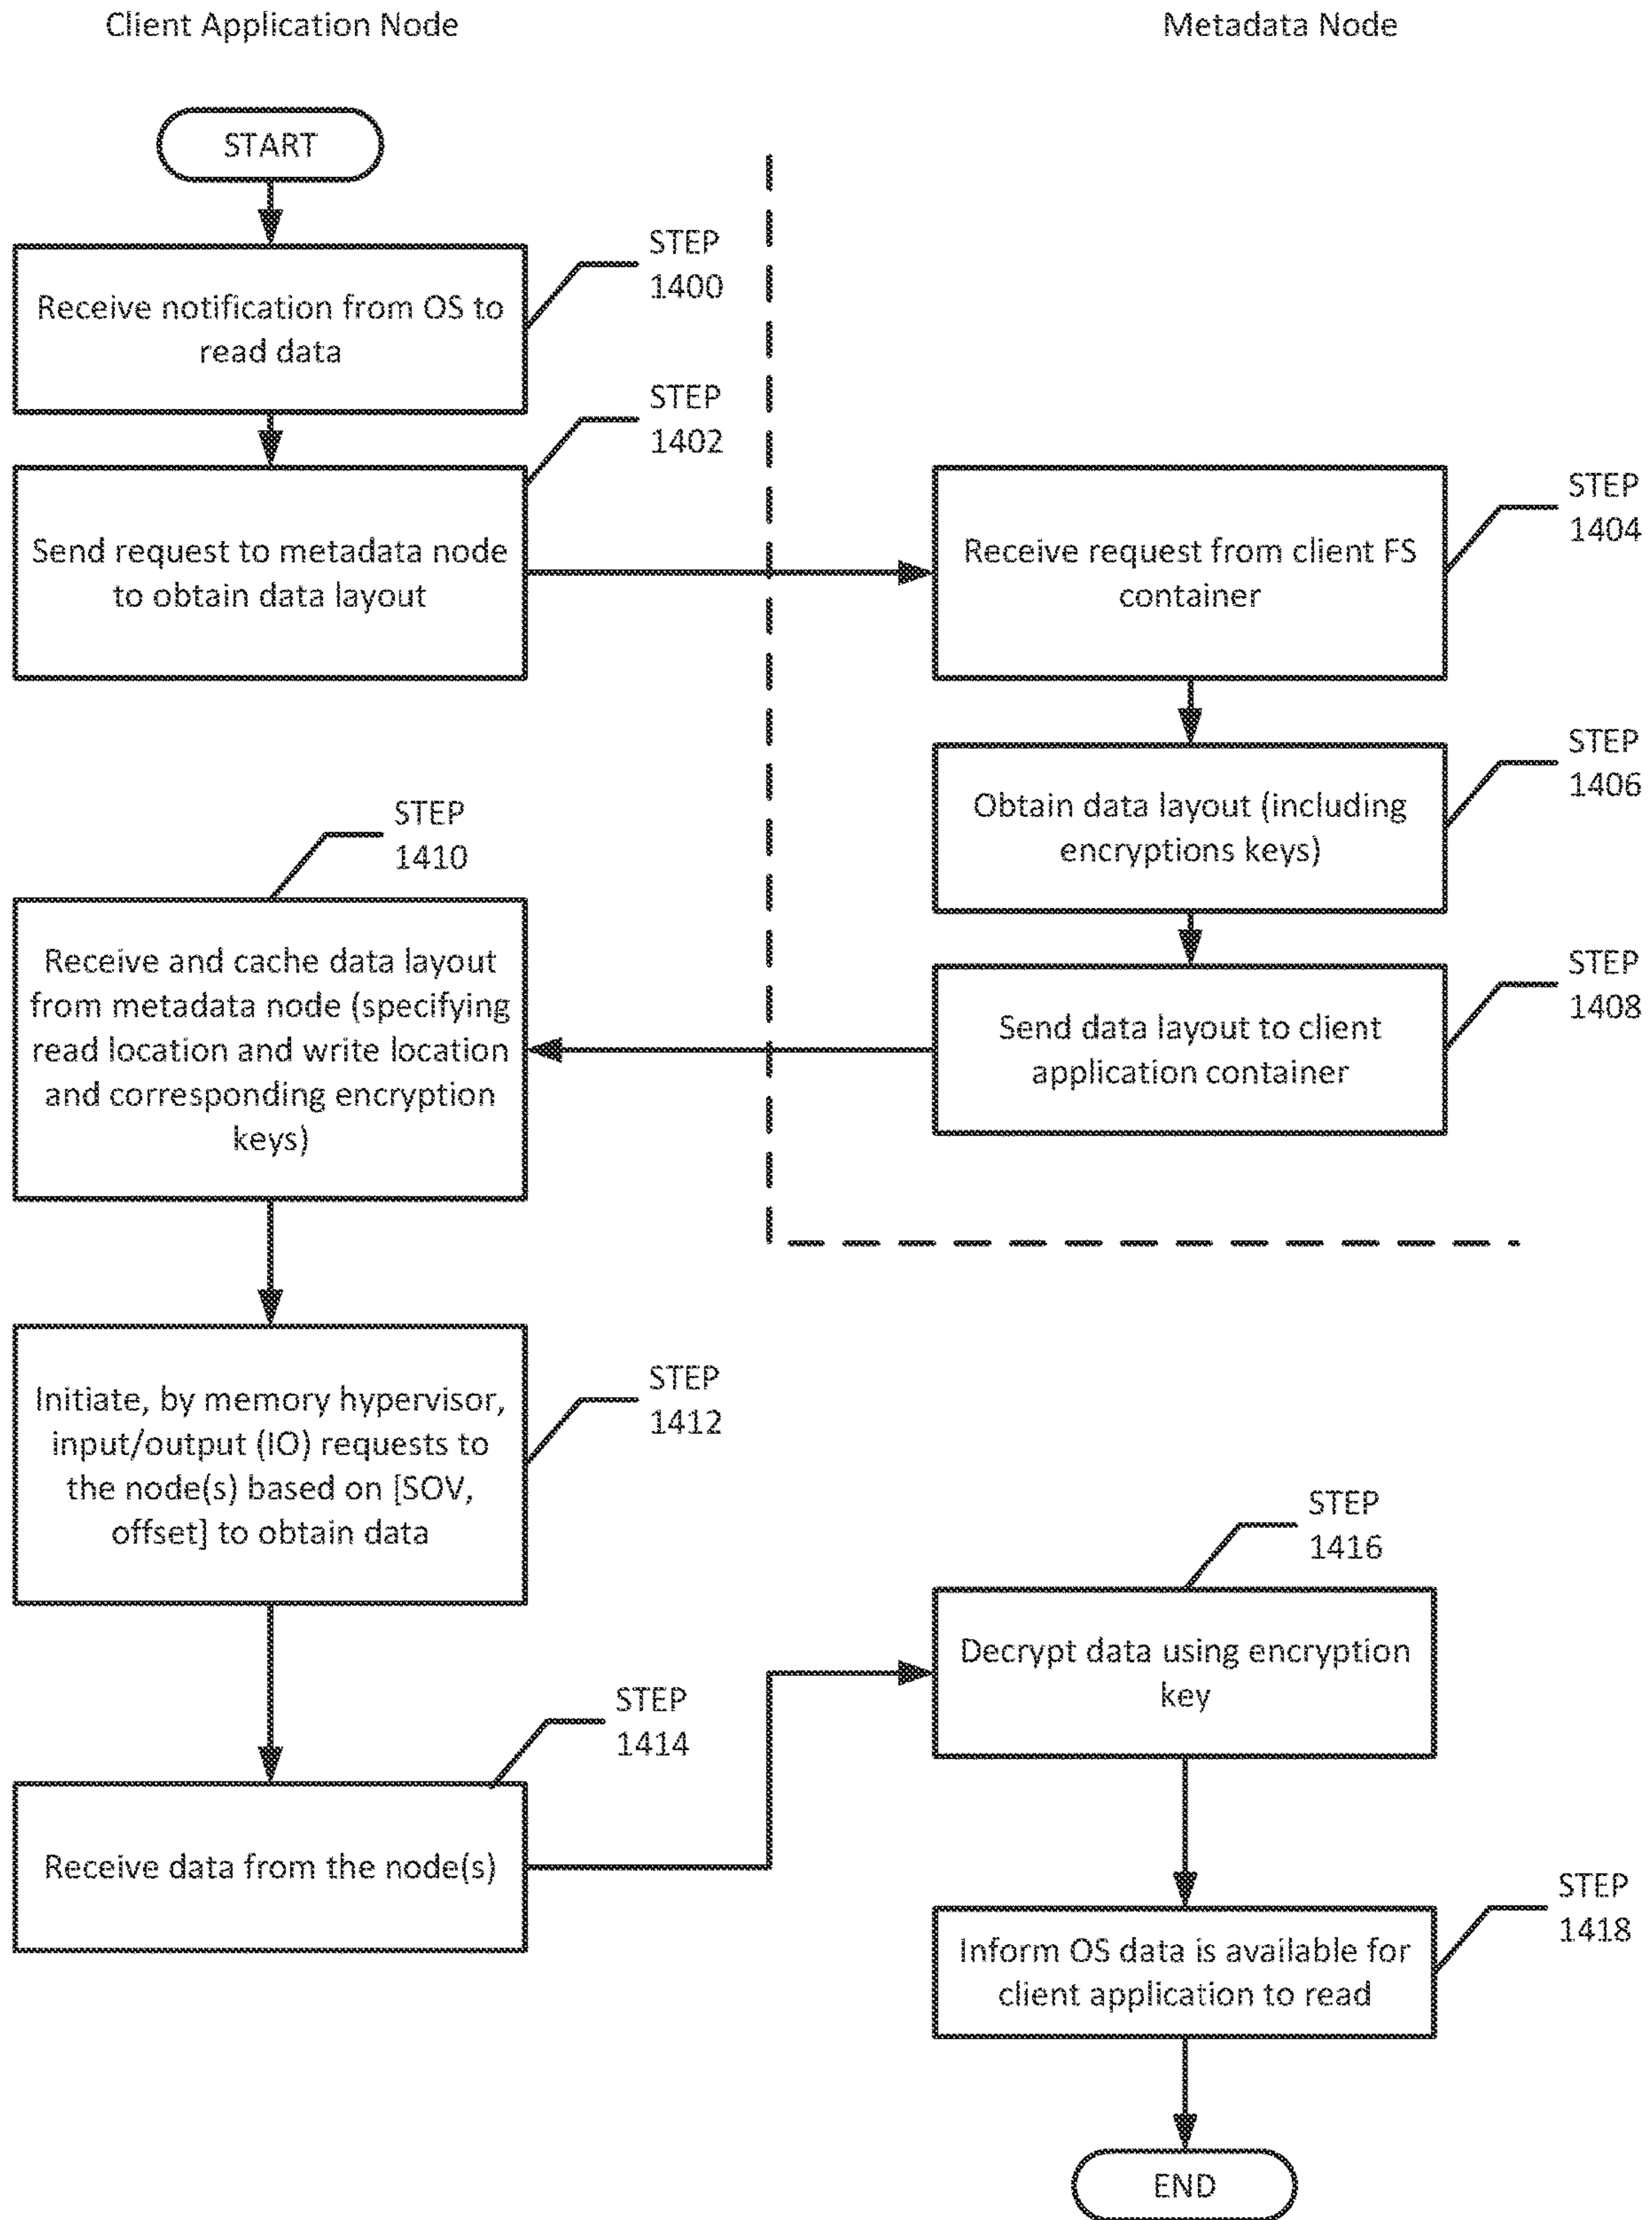 Client Application Node
Metadata Node
START
STEP
1400
Receive notification from OS to
read data
STEP
1402
Send request to metadata node
to obtain data layout
STEP
1404
Receive request from client FS
container
STEP
1406
Obtain data layout (including
encryptions keys)
STEP
1408
Send data layout to client
application container
STEP
1410
Receive and cache data layout
from metadata node (specifying
read location and write location
and corresponding encryption
keys)
STEP
1412
Initiate, by memory hypervisor,
input/output (IO) requests to
the node(s) based on [SOV,
offset] to obtain data
STEP
1414
Receive data from the node(s)
STEP
1416
Decrypt data using encryption
key
STEP
1418
Inform OS data is available for
client application to read
END